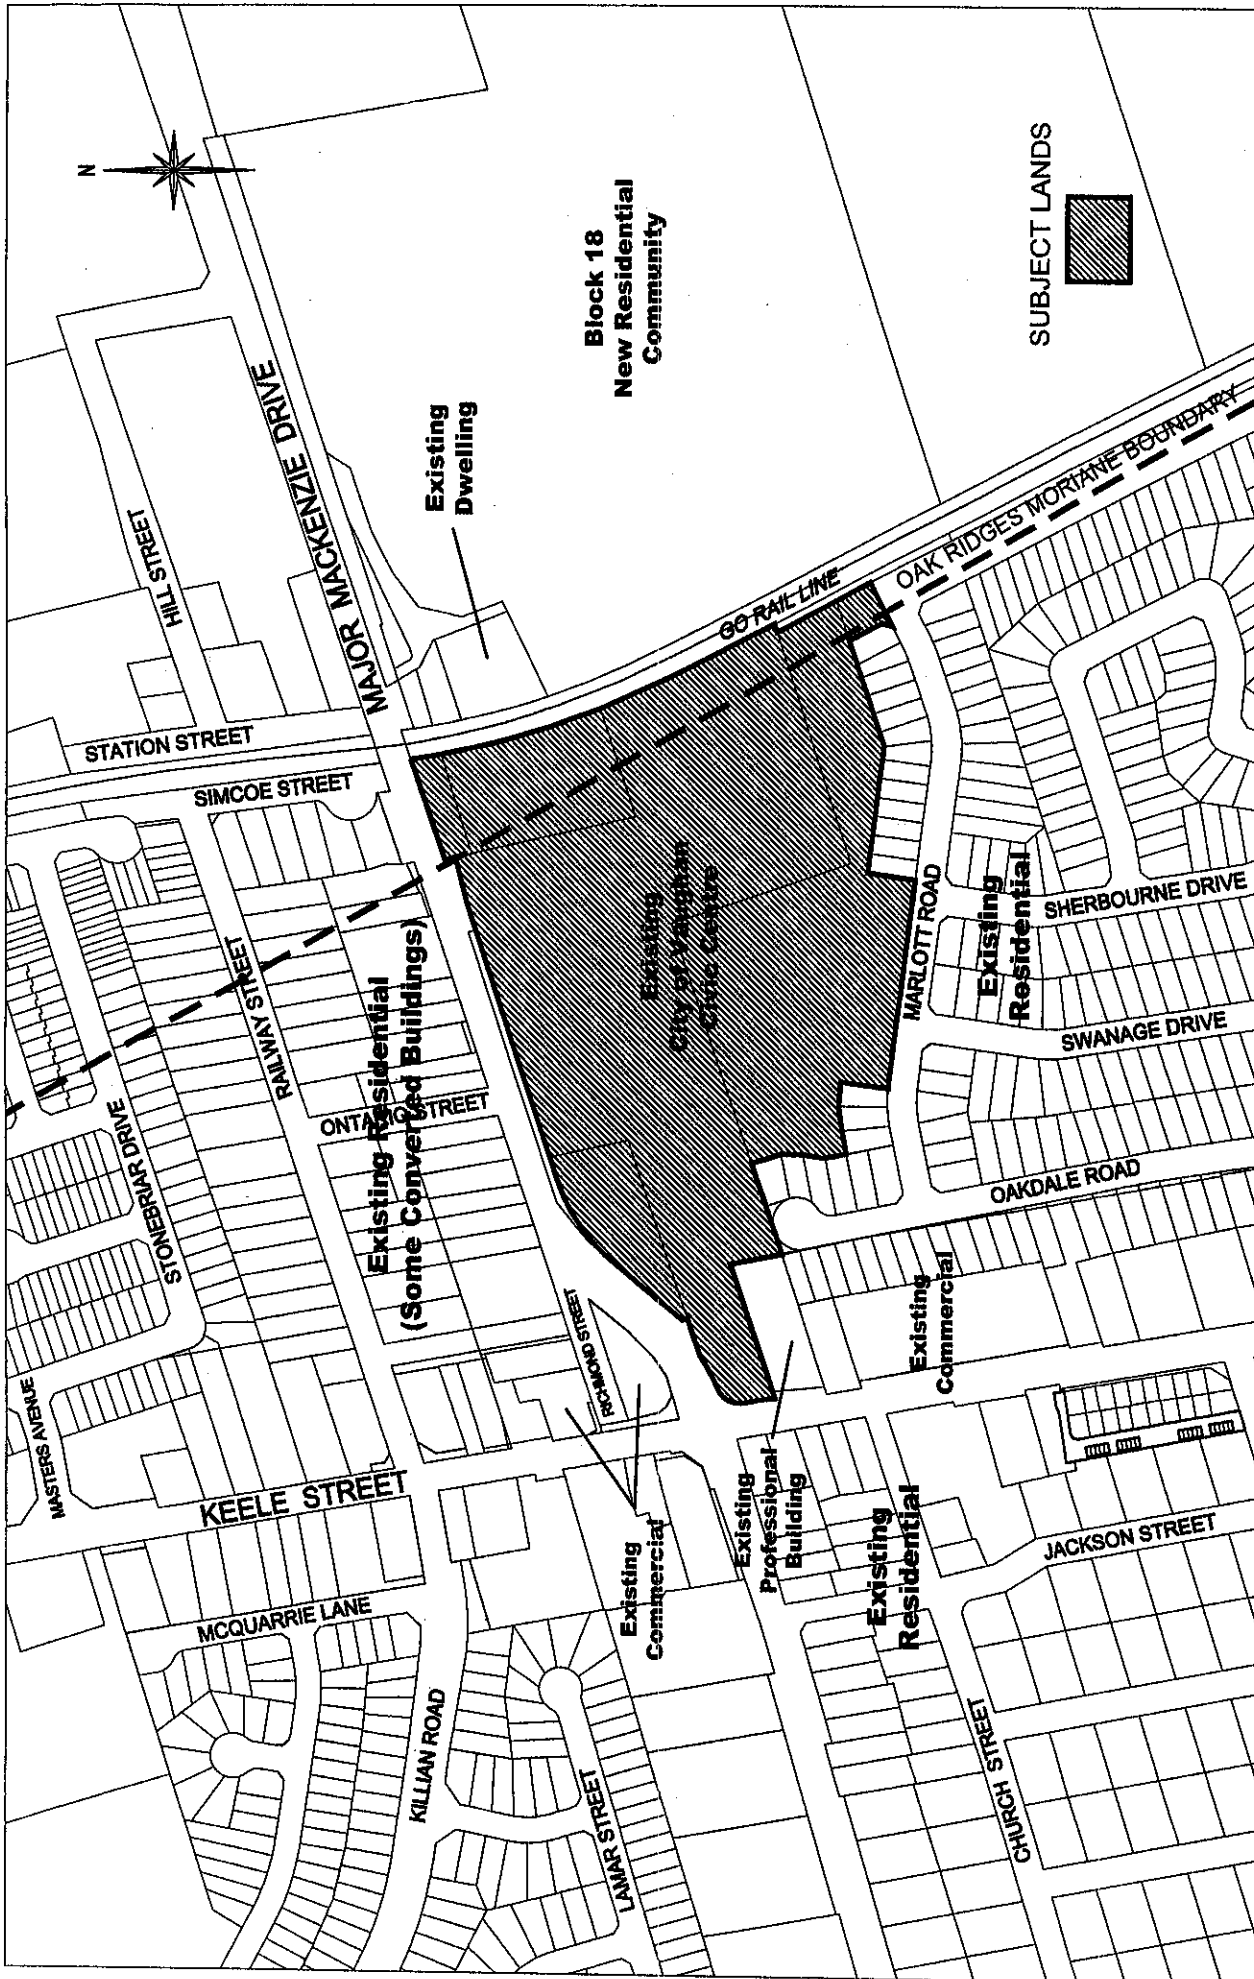 N
HILL STREET
MAJOR MACKENZIE DRIVE
STATION STREET
SIMCOE STREET
RAILWAY STREET
STONEBRIAR DRIVE
ONTARIO STREET
Existing Residential
(Some Converted Buildings)
MASTERS AVENUE
KEELE STREET
MCQUARRIE LANE
KILLIAN ROAD
LAMAR STREET
RICHMOND STREET
Existing
Commercial
Existing
Professional
Building
Existing
Residential
CHURCH STREET
JACKSON STREET
Existing
Commercial
OAKDALE ROAD
SWANAGE DRIVE
SHERBOURNE DRIVE
Existing
Residential
MARLOTT ROAD
Existing
City of Vaughan
Civic Centre
GO RAIL LINE
OAK RIDGES MORIANE BOUNDARY
Existing
Dwelling
Block 18
New Residential
Community
SUBJECT LANDS